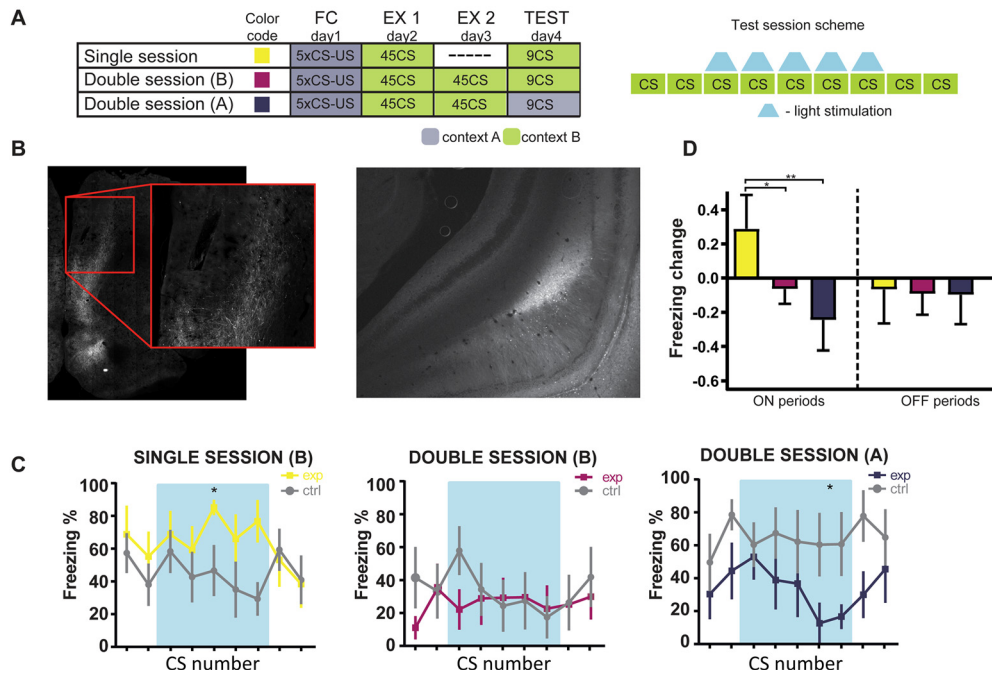 A
Color code
FC day1
EX 1 day2
EX 2 day3
TEST day4
Single session 5xCS-US 45CS ----- 9CS
Double session (B) 5xCS-US 45CS 45CS 9CS
Double session (A) 5xCS-US 45CS 45CS 9CS
context A context B
Test session scheme
CS CS CS CS CS CS CS CS CS
- light stimulation
B
D
Freezing change
0.4
0.2
0.0
-0.2
-0.4
-0.6
*
**
ON periods OFF periods
C
SINGLE SESSION (B)
exp
ctrl
*
Freezing %
100
80
60
40
20
0
CS number
DOUBLE SESSION (B)
exp
ctrl
Freezing %
100
80
60
40
20
0
CS number
DOUBLE SESSION (A)
exp
ctrl
*
Freezing %
100
80
60
40
20
0
CS number